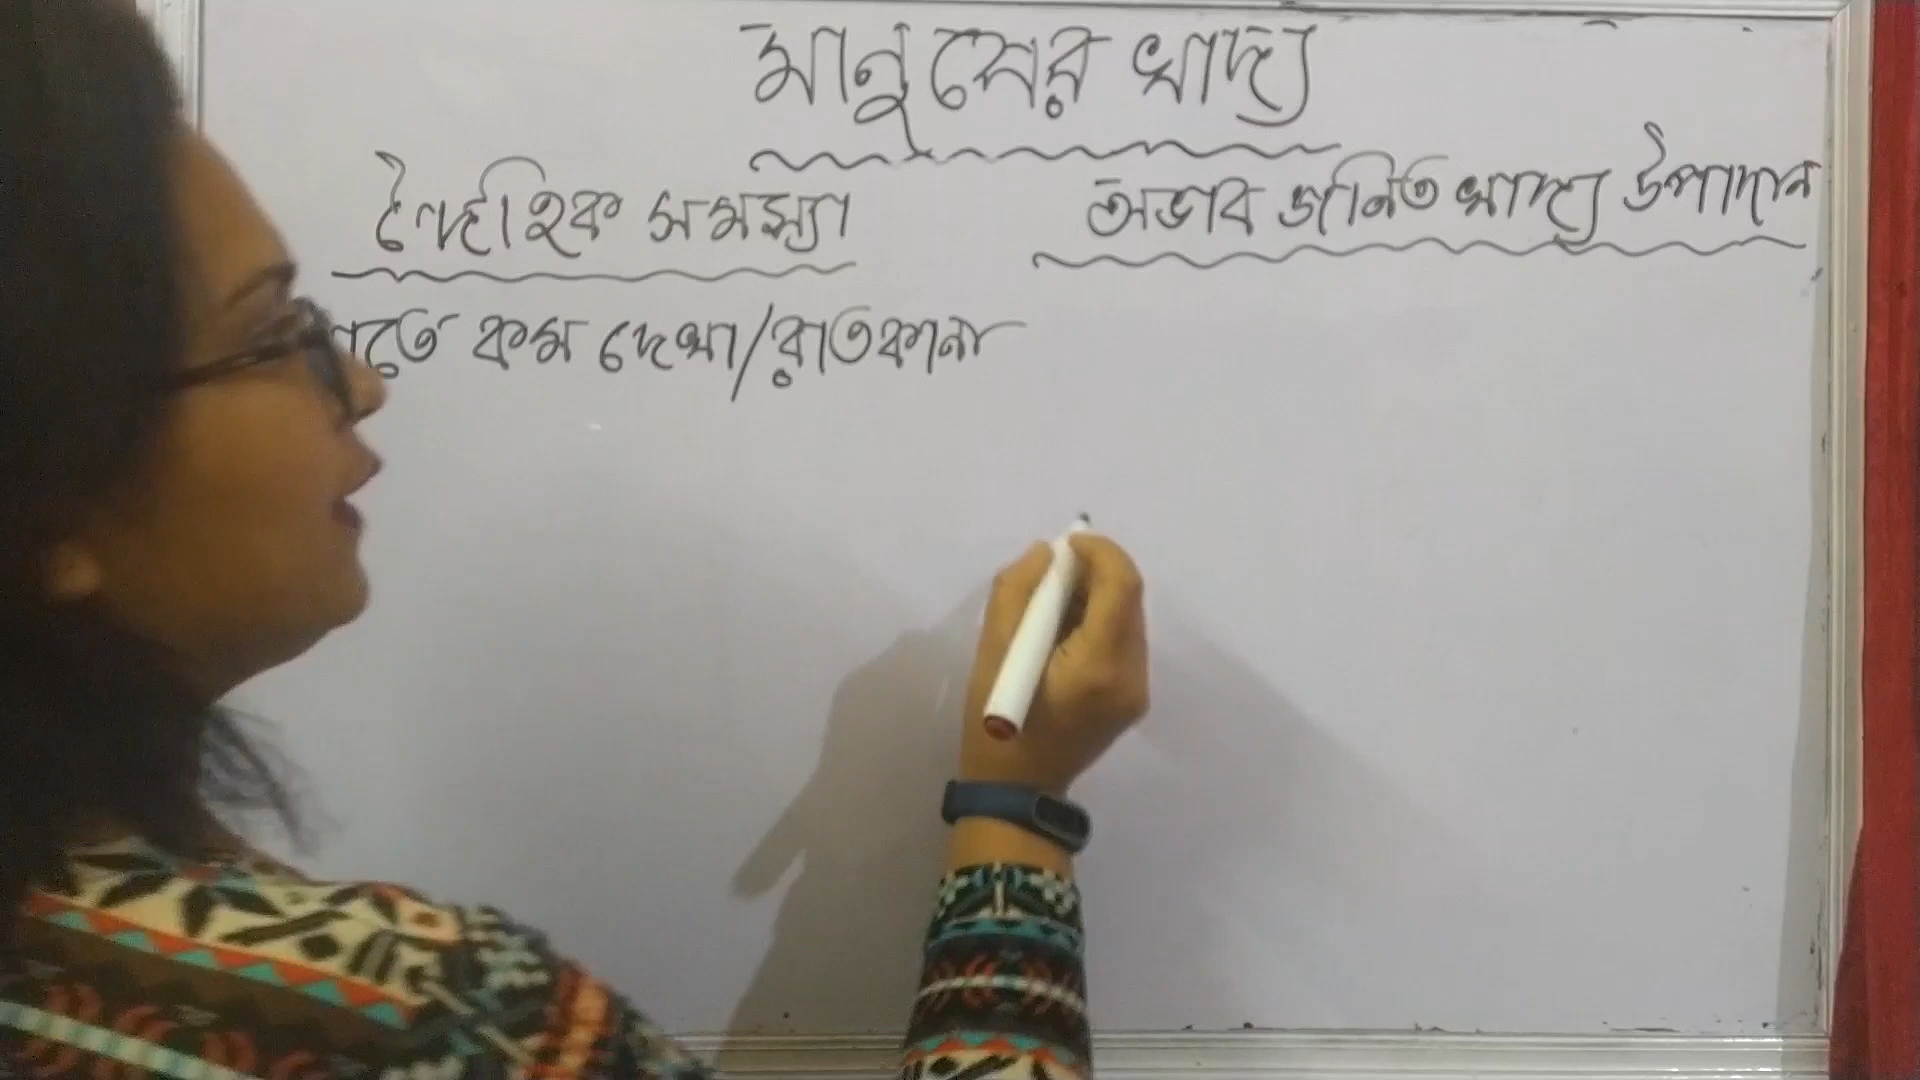 মানুষের খাদ্য
দৈহিক সমস্যা
অভাব জনিত খাদ্য উপাদান
কম দেখা/রাতকানা